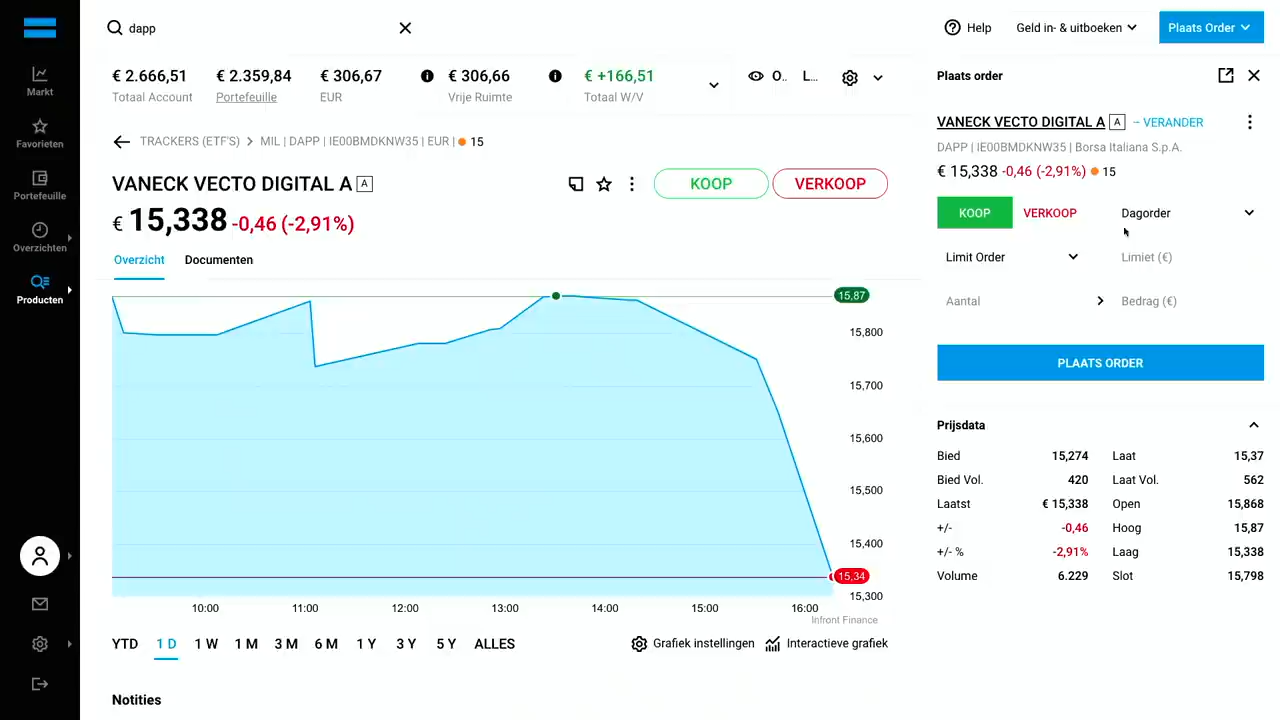 dapp
Help
Geld in- & uitboeken
Plaats Order
€ 2.666,51
€ 2.359,84
€ 306,67
€ 306,66
€ +166,51
O..
L...
Totaal Account
Portefeuille
EUR
Vrije Ruimte
Totaal W/V
Markt
Favorieten
Portefeuille
Overzichten
Producten
TRACKERS (ETF'S) > MIL | DAPP | IE00BMDKNW35 | EUR | 15
VANECK VECTO DIGITAL A A
KOOP
VERKOOP
€ 15,338 -0,46 (-2,91%)
Overzicht
Documenten
15,87
15,800
15,700
15,600
15,500
15,400
15,34
15,300
10:00
11:00
12:00
13:00
14:00
15:00
16:00
Infront Finance
YTD
1 D
1 W
1 M
3 M
6 M
1 Y
3 Y
5 Y
ALLES
Grafiek instellingen
Interactieve grafiek
Notities
Plaats order
VANECK VECTO DIGITAL A A → VERANDER
DAPP | IE00BMDKNW35 | Borsa Italiana S.p.A.
€ 15,338 -0,46 (-2,91%) 15
KOOP
VERKOOP
Dagorder
Limit Order
Limiet (€)
Aantal
Bedrag (€)
PLAATS ORDER
Prijsdata
Bied 15,274 Laat 15,37
Bied Vol. 420 Laat Vol. 562
Laatst € 15,338 Open 15,868
+/- -0,46 Hoog 15,87
+/- % -2,91% Laag 15,338
Volume 6.229 Slot 15,798